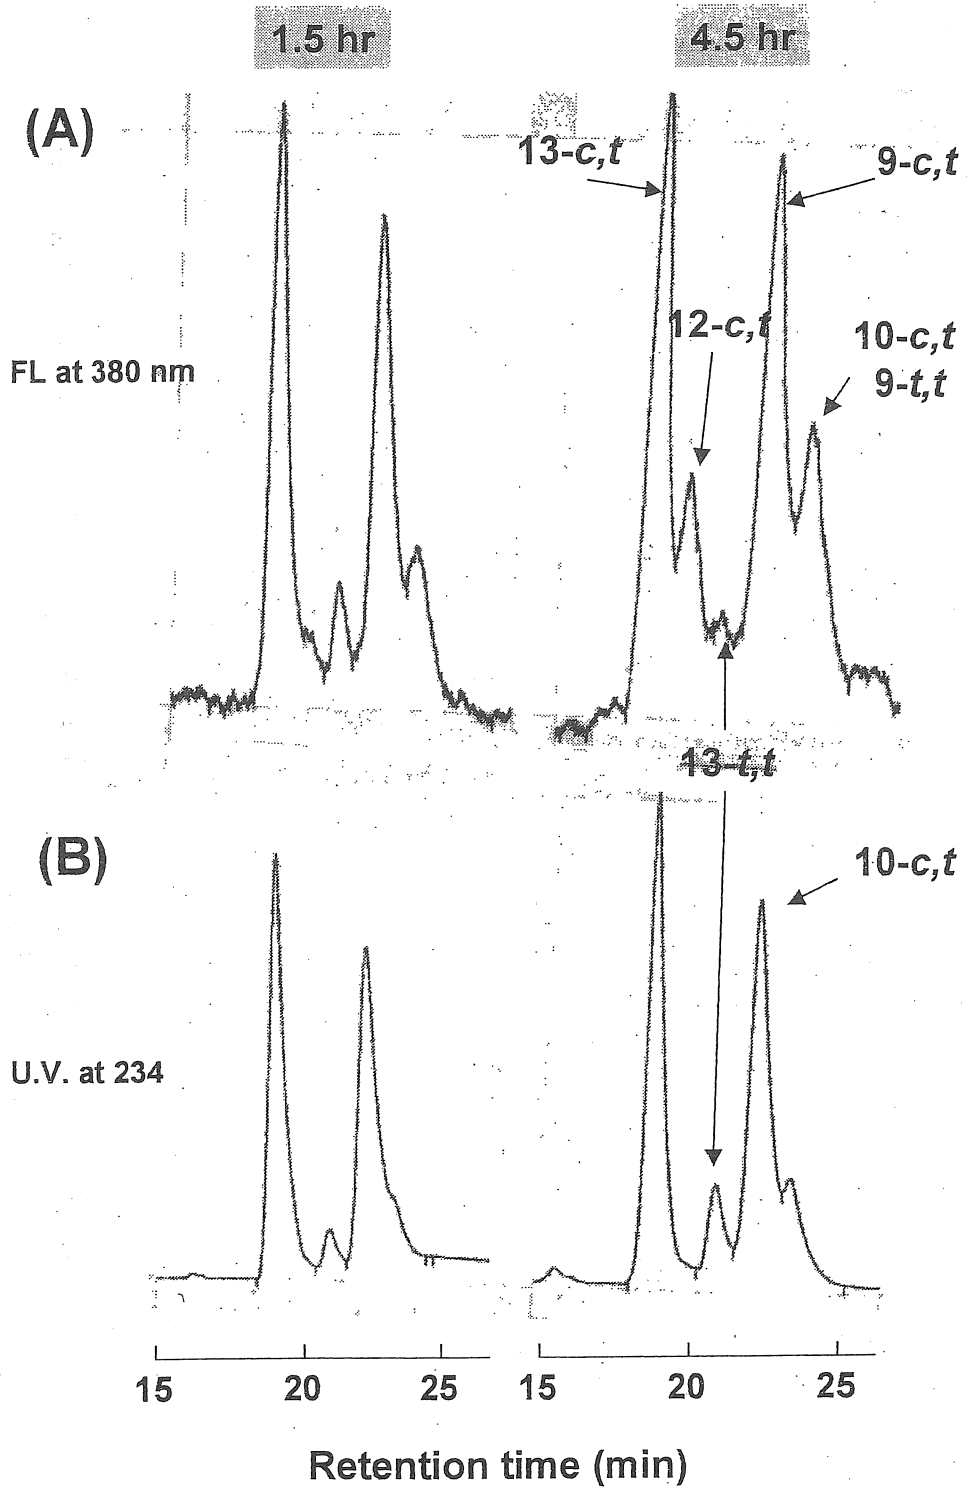 1.5 hr
4.5 hr
(A)
13-c,t
9-c,t
12-c,t
10-c,t
9-t,t
FL at 380 nm
13-t,t
(B)
10-c,t
U.V. at 234
15 20 25 15 20 25
Retention time (min)